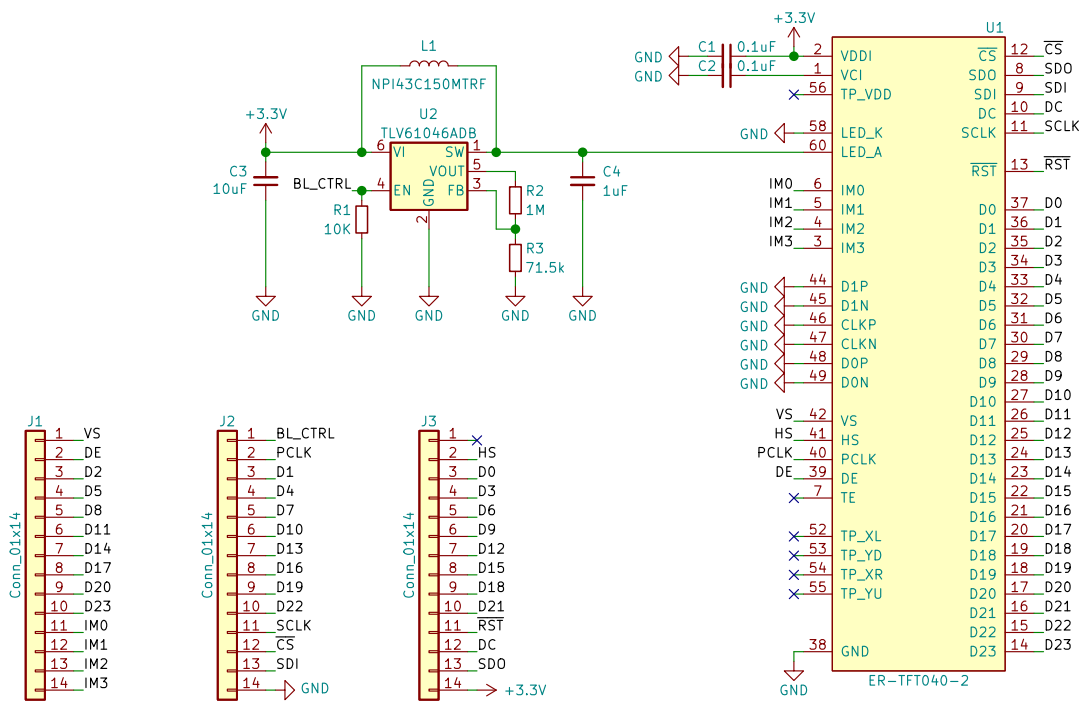 +3.3V
U1
GND C1 0.1uF 2 VDDI CS 12 CS
GND C2 0.1uF 1 VCI SDO 8 SDO
56 TP_VDD SDI 9 SDI
DC 10 DC
GND 58 LED_K SCLK 11 SCLK
60 LED_A
RST 13 RST
IM0 6 IM0
IM1 5 IM1 D0 37 D0
IM2 4 IM2 D1 36 D1
IM3 3 IM3 D2 35 D2
D3 34 D3
GND 44 D1P D4 33 D4
GND 45 D1N D5 32 D5
GND 46 CLKP D6 31 D6
GND 47 CLKN D7 30 D7
GND 48 D0P D8 29 D8
GND 49 D0N D9 28 D9
D10 27 D10
VS 42 VS D11 26 D11
HS 41 HS D12 25 D12
PCLK 40 PCLK D13 24 D13
DE 39 DE D14 23 D14
7 TE D15 22 D15
D16 21 D16
52 TP_XL D17 20 D17
53 TP_YD D18 19 D18
54 TP_XR D19 18 D19
55 TP_YU D20 17 D20
D21 16 D21
D22 15 D22
38 GND D23 14 D23
GND
ER-TFT040-2
L1
NPI43C150MTRF
U2
TLV61046ADB
+3.3V
6 VI SW 1
VOUT 5
4 EN FB 3
GND
2
BL_CTRL
C3
10uF
R1
10K
R2
1M
R3
71.5k
C4
1uF
GND
GND
GND
GND
GND
J1
Conn_01x14
1 VS
2 DE
3 D2
4 D5
5 D8
6 D11
7 D14
8 D17
9 D20
10 D23
11 IM0
12 IM1
13 IM2
14 IM3
J2
Conn_01x14
1 BL_CTRL
2 PCLK
3 D1
4 D4
5 D7
6 D10
7 D13
8 D16
9 D19
10 D22
11 SCLK
12 CS
13 SDI
14 GND
J3
Conn_01x14
1
2 HS
3 D0
4 D3
5 D6
6 D9
7 D12
8 D15
9 D18
10 D21
11 RST
12 DC
13 SDO
14 +3.3V